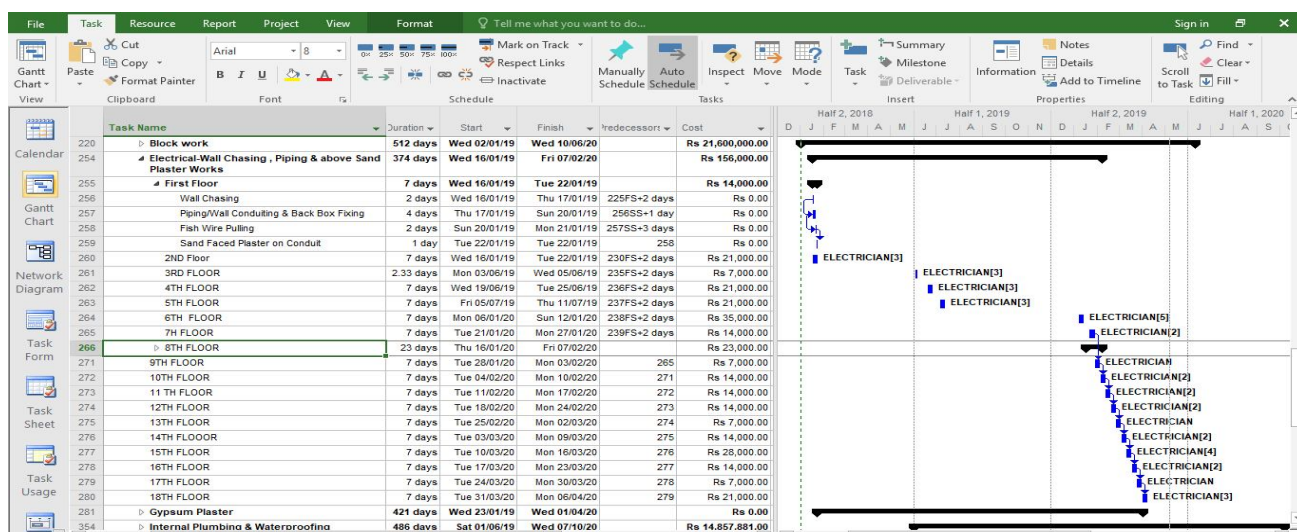 File Task Resource Report Project View Format Tell me what you want to do... Sign in
Cut
Copy
Format Painter
Paste
Gantt Chart
Arial 8
B I U A
0× 25× 50× 75× 100×
Mark on Track
Respect Links
Inactivate
Manually Schedule
Auto Schedule
Inspect Move Mode
Task
Summary
Milestone
Deliverable
Information
Notes
Details
Add to Timeline
Scroll to Task
Find
Clear
Fill
View Clipboard Font Schedule Tasks Insert Properties Editing
Calendar
Gantt Chart
Network Diagram
Task Form
Task Sheet
Task Usage
Task Name Duration Start Finish Predecessors Cost
Half 2, 2018 Half 1, 2019 Half 2, 2019 Half 1, 2020
D J F M A M J J A S O N D J F M A M J J A S
220 Block work 512 days Wed 02/01/19 Wed 10/06/20 Rs 21,600,000.00
254 Electrical-Wall Chasing , Piping & above Sand Plaster Works 374 days Wed 16/01/19 Fri 07/02/20 Rs 156,000.00
255 First Floor 7 days Wed 16/01/19 Tue 22/01/19 Rs 14,000.00
256 Wall Chasing 2 days Wed 16/01/19 Thu 17/01/19 225FS+2 days Rs 0.00
257 Piping/Wall Conduiting & Back Box Fixing 4 days Thu 17/01/19 Sun 20/01/19 256SS+1 day Rs 0.00
258 Fish Wire Pulling 2 days Sun 20/01/19 Mon 21/01/19 257SS+3 days Rs 0.00
259 Sand Faced Plaster on Conduit 1 day Tue 22/01/19 Tue 22/01/19 258 Rs 0.00
260 2ND Floor 7 days Wed 16/01/19 Tue 22/01/19 230FS+2 days Rs 21,000.00 ELECTRICIAN[3]
261 3RD FLOOR 2.33 days Mon 03/06/19 Wed 05/06/19 235FS+2 days Rs 7,000.00 ELECTRICIAN[3]
262 4TH FLOOR 7 days Wed 19/06/19 Tue 25/06/19 236FS+2 days Rs 21,000.00 ELECTRICIAN[3]
263 5TH FLOOR 7 days Fri 05/07/19 Thu 11/07/19 237FS+2 days Rs 21,000.00 ELECTRICIAN[3]
264 6TH FLOOR 7 days Mon 06/01/20 Sun 12/01/20 238FS+2 days Rs 35,000.00 ELECTRICIAN[5]
265 7H FLOOR 7 days Tue 21/01/20 Mon 27/01/20 239FS+2 days Rs 14,000.00 ELECTRICIAN[2]
266 8TH FLOOR 23 days Thu 16/01/20 Fri 07/02/20 Rs 23,000.00
271 9TH FLOOR 7 days Tue 28/01/20 Mon 03/02/20 265 Rs 7,000.00 ELECTRICIAN
272 10TH FLOOR 7 days Tue 04/02/20 Mon 10/02/20 271 Rs 14,000.00 ELECTRICIAN[2]
273 11 TH FLOOR 7 days Tue 11/02/20 Mon 17/02/20 272 Rs 14,000.00 ELECTRICIAN[2]
274 12TH FLOOR 7 days Tue 18/02/20 Mon 24/02/20 273 Rs 14,000.00 ELECTRICIAN[2]
275 13TH FLOOR 7 days Tue 25/02/20 Mon 02/03/20 274 Rs 7,000.00 ELECTRICIAN
276 14TH FLOOOR 7 days Tue 03/03/20 Mon 09/03/20 275 Rs 14,000.00 ELECTRICIAN[2]
277 15TH FLOOR 7 days Tue 10/03/20 Mon 16/03/20 276 Rs 28,000.00 ELECTRICIAN[4]
278 16TH FLOOR 7 days Tue 17/03/20 Mon 23/03/20 277 Rs 14,000.00 ELECTRICIAN[2]
279 17TH FLOOR 7 days Tue 24/03/20 Mon 30/03/20 278 Rs 7,000.00 ELECTRICIAN
280 18TH FLOOR 7 days Tue 31/03/20 Mon 06/04/20 279 Rs 21,000.00 ELECTRICIAN[3]
281 Gypsum Plaster 421 days Wed 23/01/19 Wed 01/04/20 Rs 0.00
354 Internal Plumbing & Waterproofing 486 days Sat 01/06/19 Wed 07/10/20 Rs 14,857,881.00